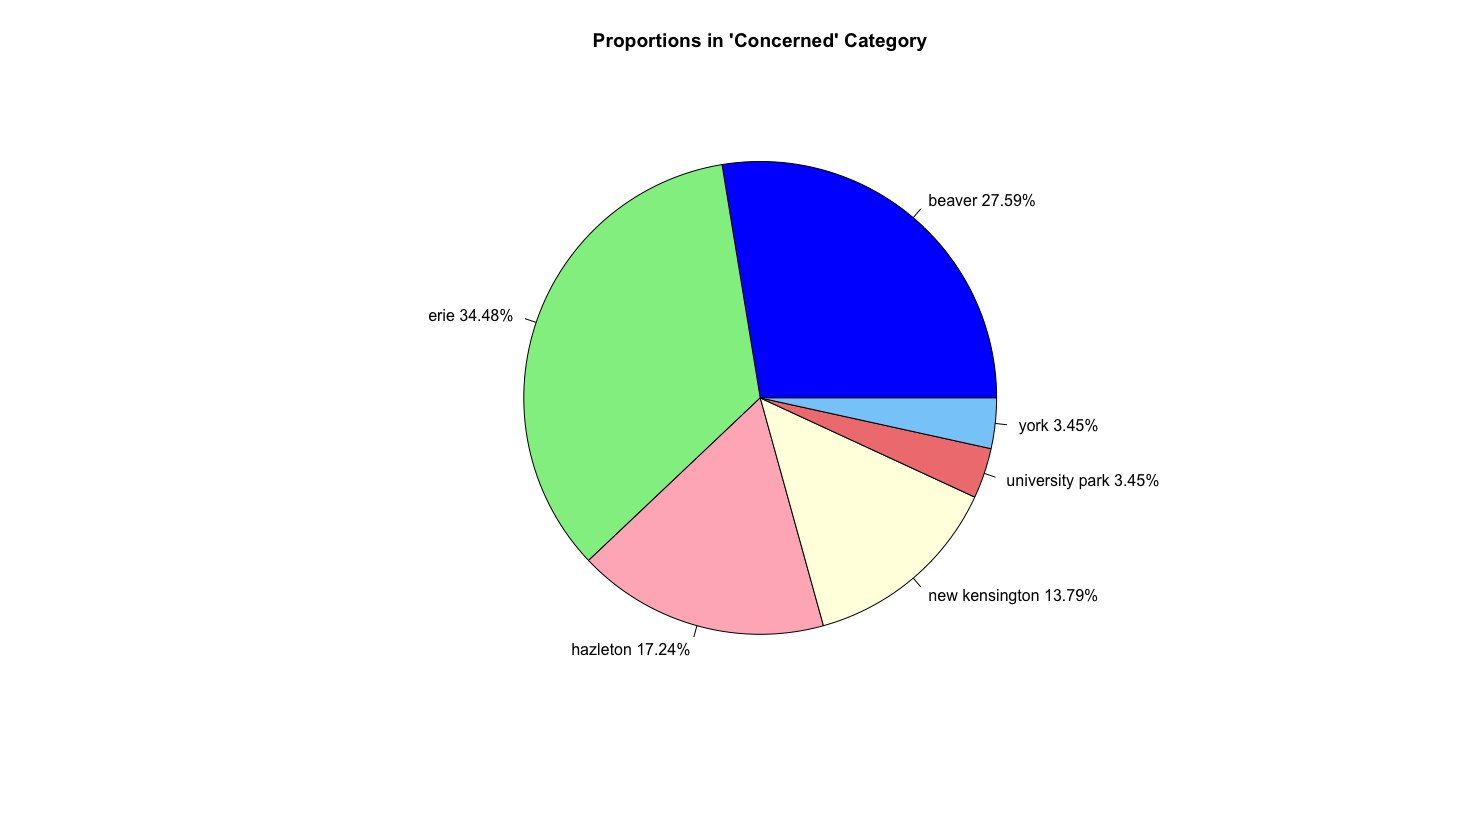 Proportions in 'Concerned' Category
beaver 27.59%
erie 34.48%
york 3.45%
university park 3.45%
new kensington 13.79%
hazleton 17.24%